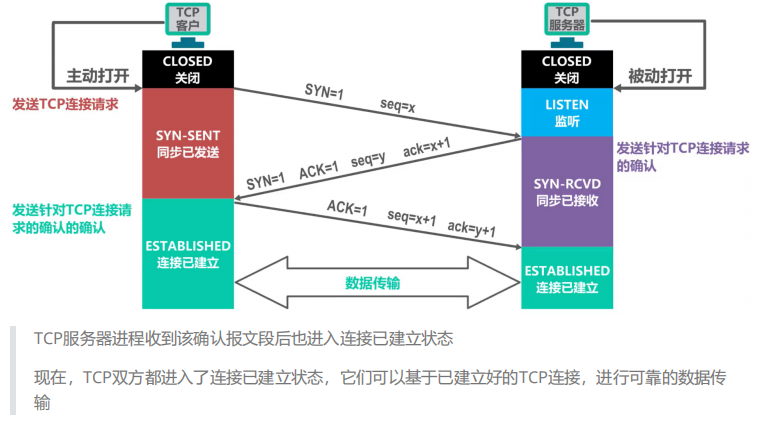 TCP
客户
TCP
服务器
主动打开
CLOSED
关闭
CLOSED
关闭
被动打开
发送TCP连接请求
SYN=1 seq=x
LISTEN
监听
SYN-SENT
同步已发送
SYN=1 ACK=1 seq=y ack=x+1
发送针对TCP连接请求
的确认
SYN-RCVD
同步已接收
发送针对TCP连接请
求的确认的确认
ACK=1 seq=x+1 ack=y+1
ESTABLISHED
连接已建立
数据传输
ESTABLISHED
连接已建立
TCP服务器进程收到该确认报文段后也进入连接已建立状态
现在，TCP双方都进入了连接已建立状态，它们可以基于已建立好的TCP连接，进行可靠的数据传
输